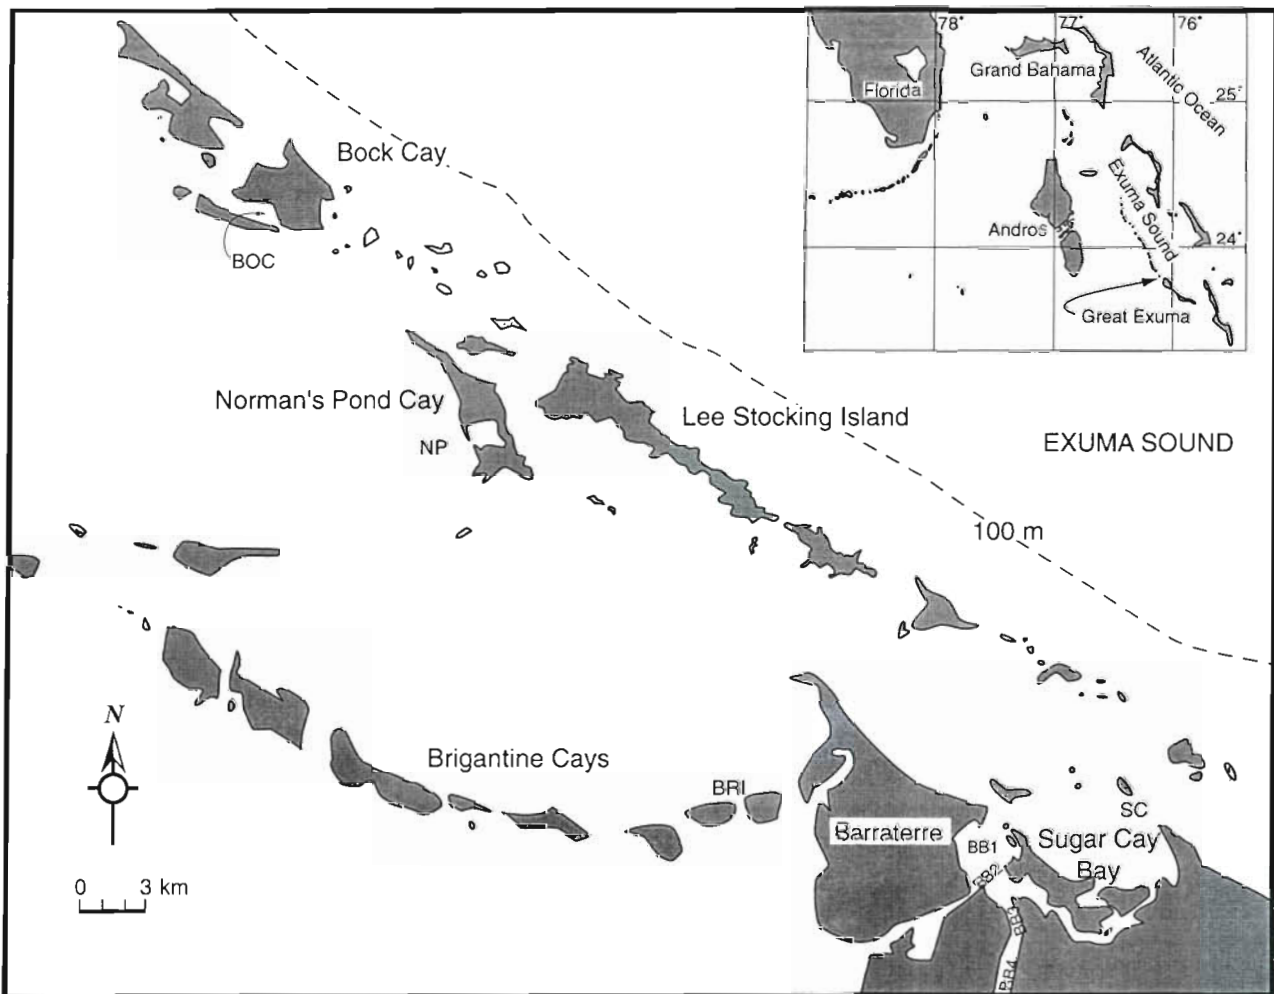 78°
77°
76°
Grand Bahama
Atlantic Ocean
Florida
25°
Exuma Sound
Andros
24°
Great Exuma
Bock Cay
BOC
Norman's Pond Cay
NP
Lee Stocking Island
EXUMA SOUND
100 m
N
Brigantine Cays
BRI
0 3 km
SC
Barraterre
BB1
Sugar Cay
Bay
BB2
BB3
BB4